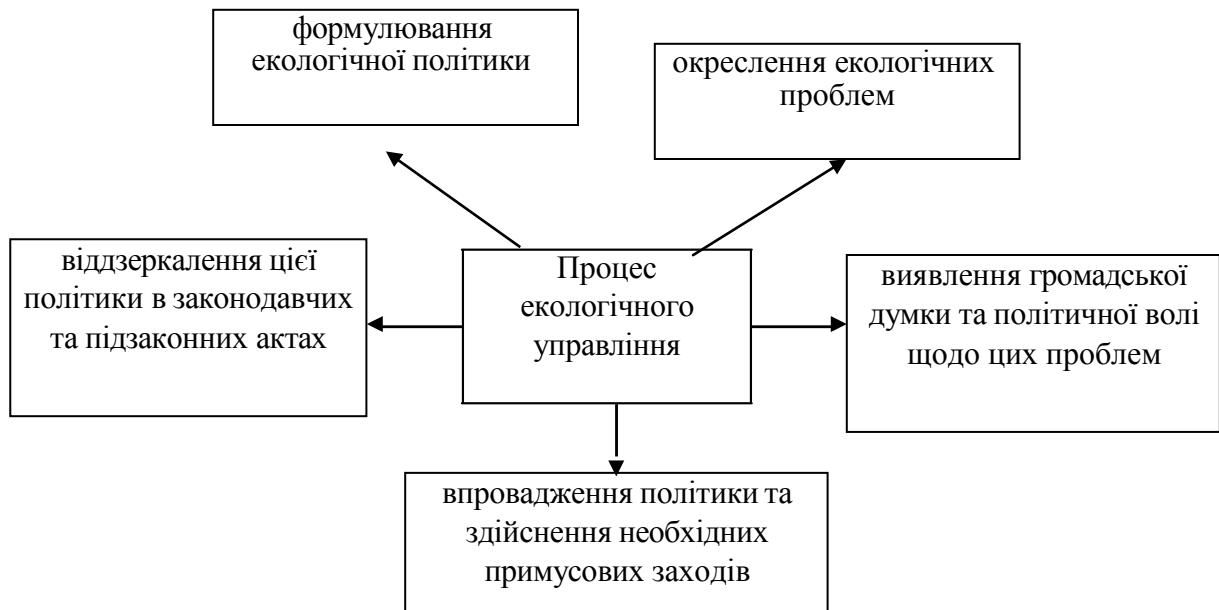 формулювання
екологічної політики
окреслення екологічних
проблем
віддзеркалення цієї
політики в законодавчих
та підзаконних актах
Процес
екологічного
управління
виявлення громадської
думки та політичної волі
щодо цих проблем
впровадження політики та
здійснення необхідних
примусових заходів